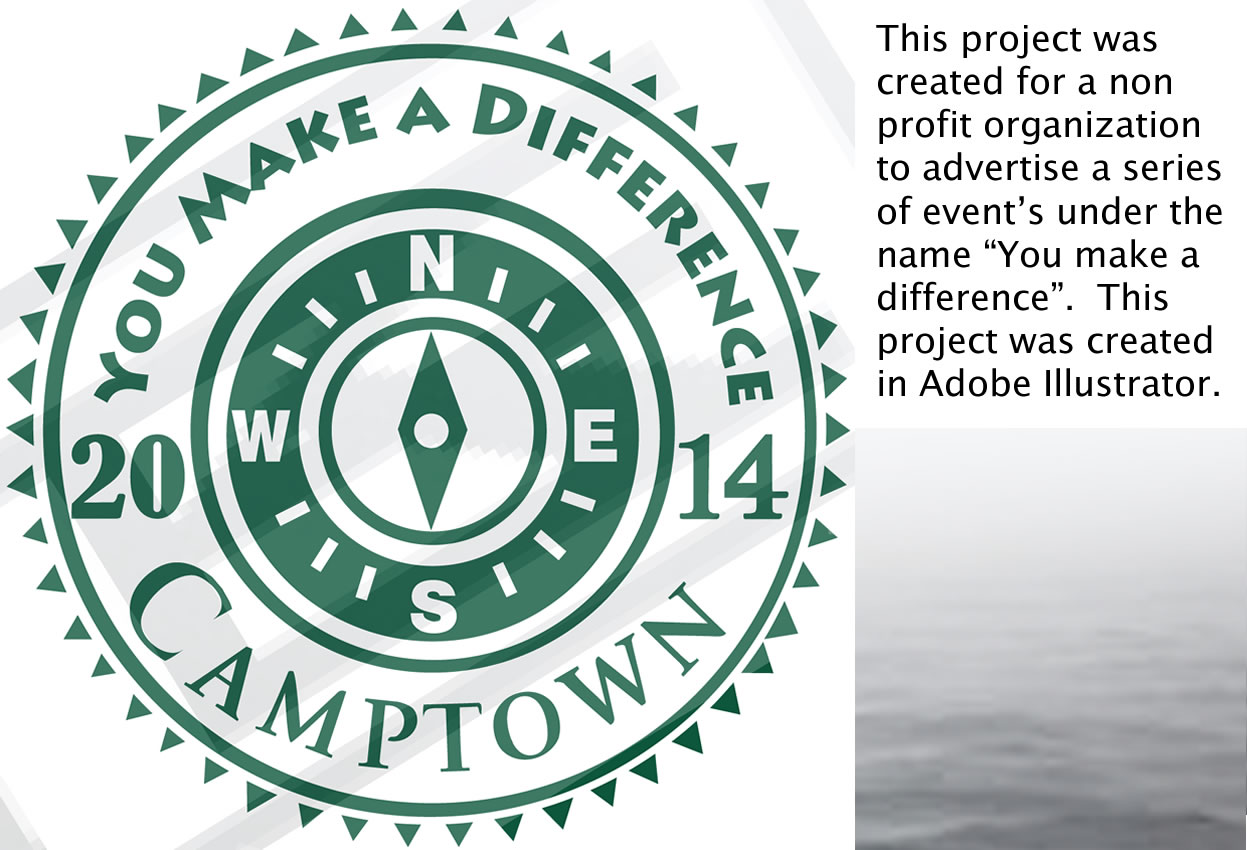 YOU MAKE A DIFFERENCE
N
W
E
S
20
14
CAMPTOWN
This project was
created for a non
profit organization
to advertise a series
of event’s under the
name “You make a
difference”.  This
project was created
in Adobe Illustrator.